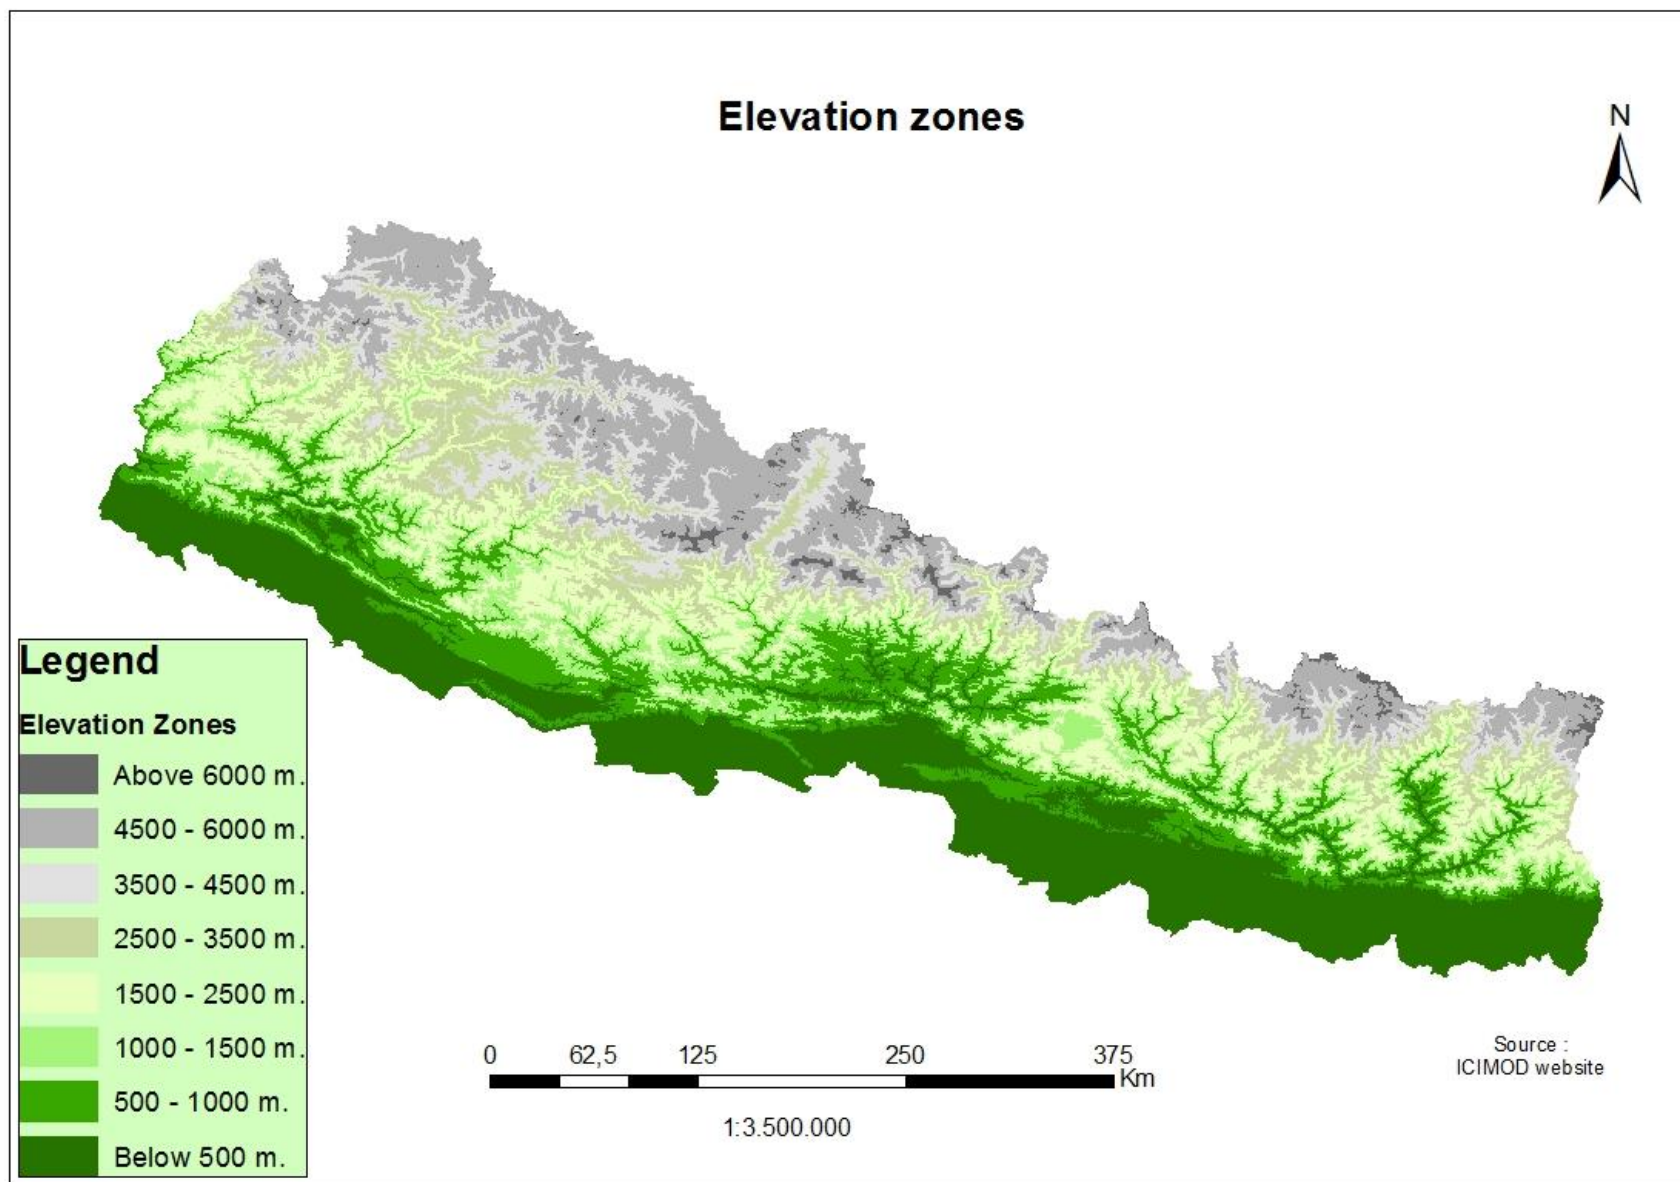 Elevation zones
N
Legend
Elevation Zones
Above 6000 m.
4500 - 6000 m.
3500 - 4500 m.
2500 - 3500 m.
1500 - 2500 m.
1000 - 1500 m.
500 - 1000 m.
Below 500 m.
0 62,5 125 250 375
Km
1:3.500.000
Source :
ICIMOD website